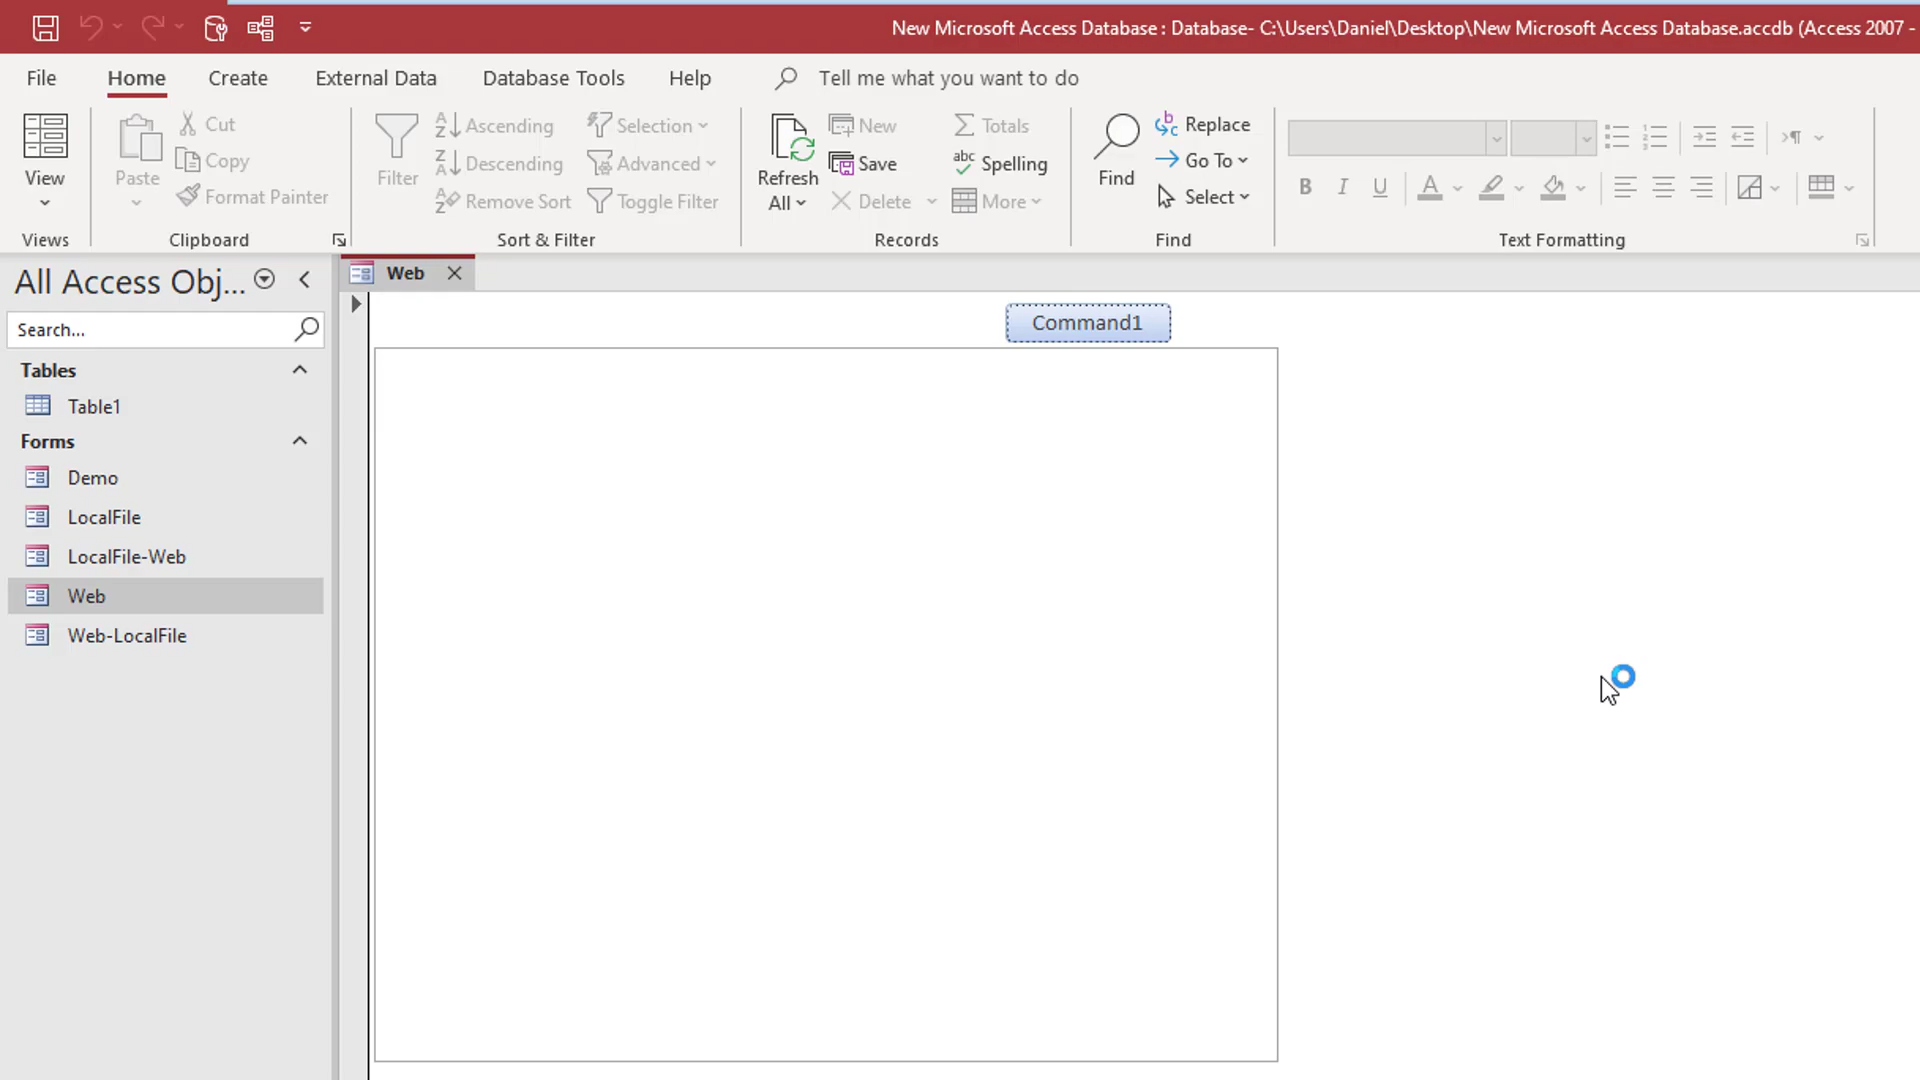 New Microsoft Access Database : Database- C:\Users\Daniel\Desktop\New Microsoft Access Database.accdb (Access 2007 -
File Home Create External Data Database Tools Help Tell me what you want to do
View
Views
Paste
Cut
Copy
Format Painter
Clipboard
Filter
Ascending
Descending
Remove Sort
Selection
Advanced
Toggle Filter
Sort & Filter
Refresh
All
New
Save
Delete
Totals
Spelling
More
Records
Find
Replace
Go To
Select
Find
B I U A
Text Formatting
All Access Obj...
Search...
Tables
Table1
Forms
Demo
LocalFile
LocalFile-Web
Web
Web-LocalFile
Web
Command1